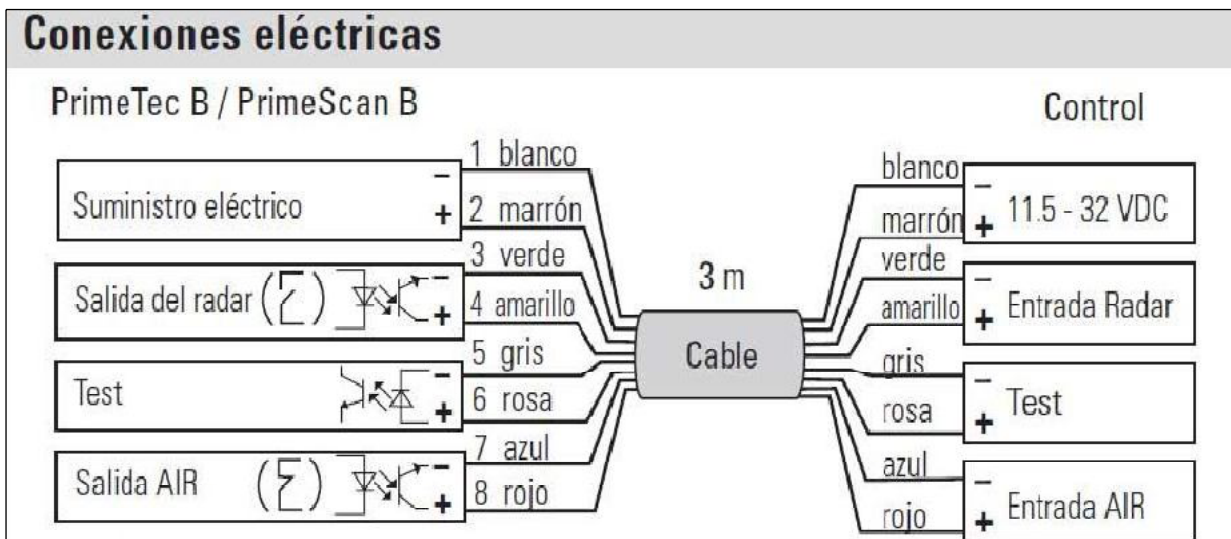 Conexiones eléctricas
PrimeTec B / PrimeScan B
Control
Suministro eléctrico
−
+
1 blanco
2 marrón
Salida del radar
−
+
3 verde
4 amarillo
Test
−
+
5 gris
6 rosa
Salida AIR
−
+
7 azul
8 rojo
3 m
Cable
blanco
marrón
−
+
11.5 - 32 VDC
verde
amarillo
−
+
Entrada Radar
gris
rosa
−
+
Test
azul
rojo
−
+
Entrada AIR